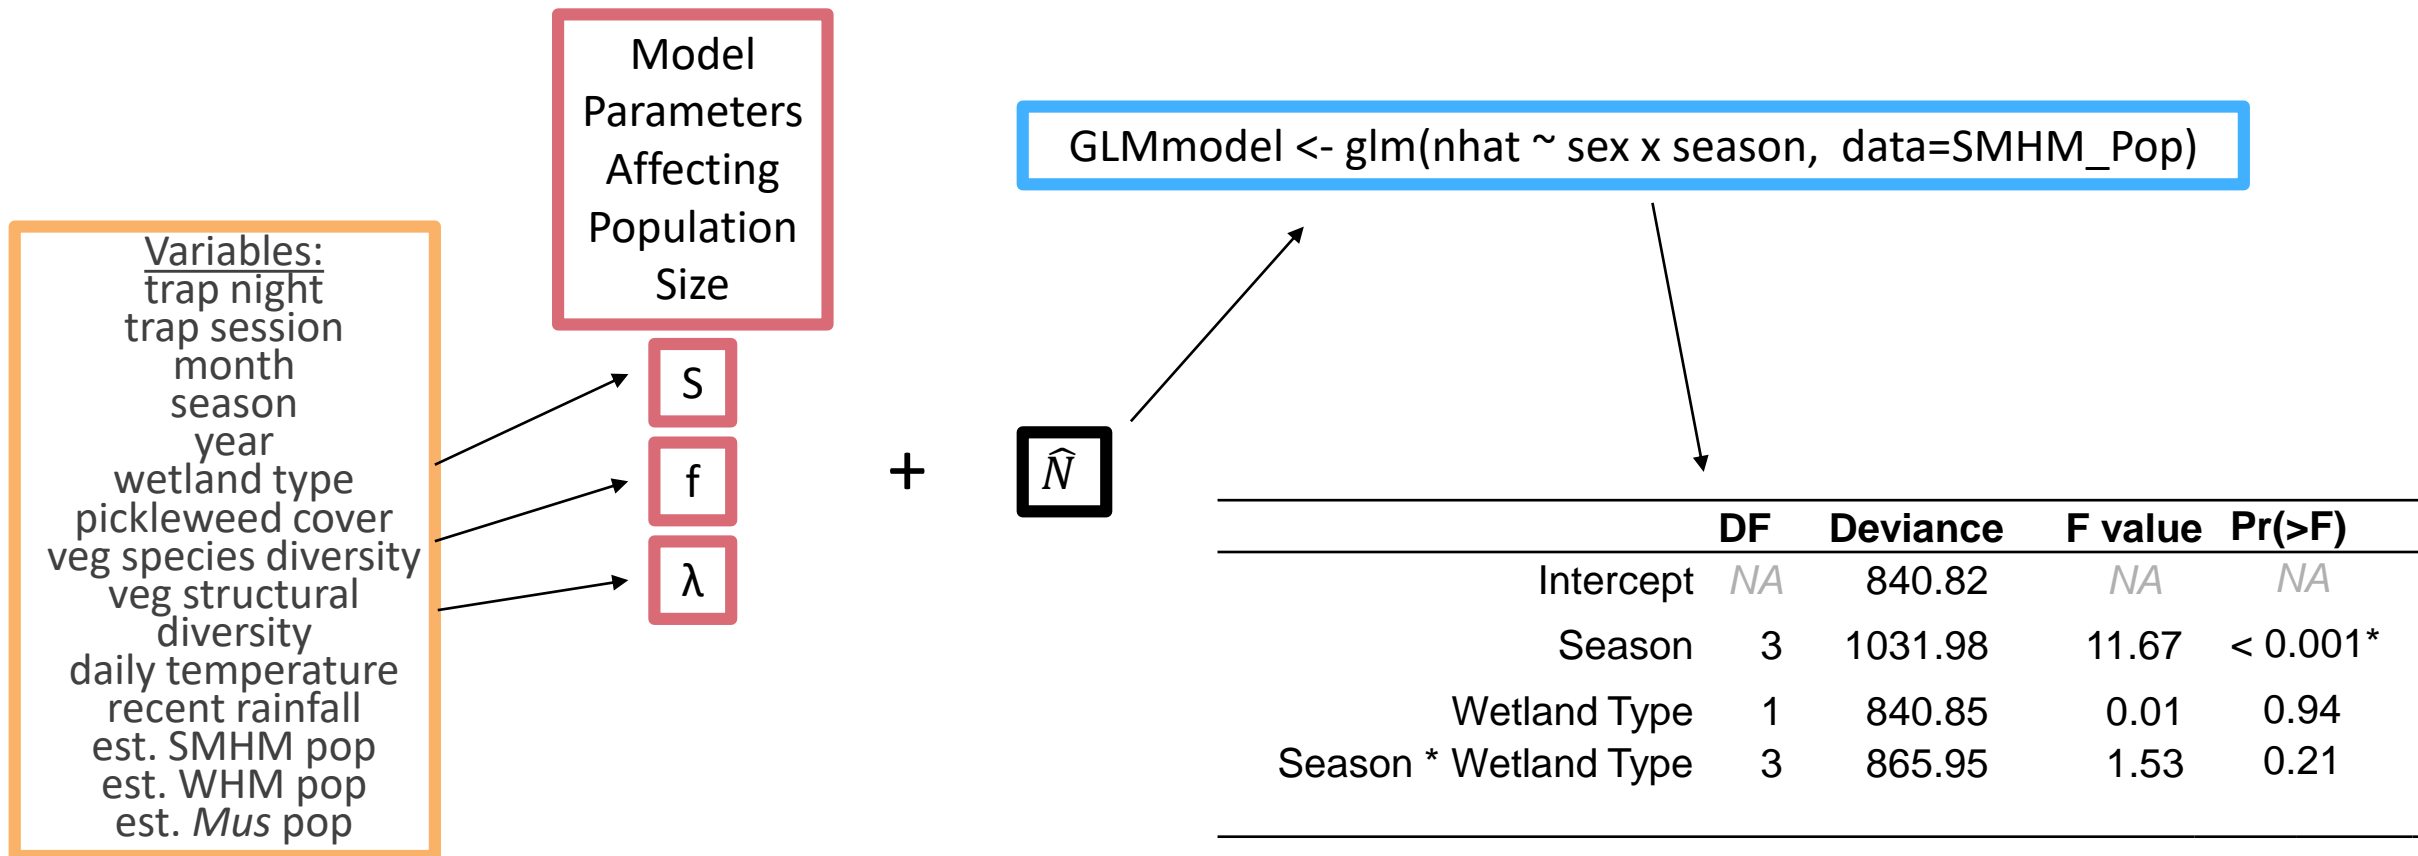 Model
Parameters
Affecting
Population
Size
GLMmodel <- glm(nhat ~ sex x season, data=SMHM_Pop)
Variables:
trap night
trap session
month
season
year
wetland type
pickleweed cover
veg species diversity
veg structural
diversity
daily temperature
recent rainfall
est. SMHM pop
est. WHM pop
est. Mus pop
S
f
λ
+
N̂
DF Deviance F value Pr(>F)
Intercept NA 840.82 NA NA
Season 3 1031.98 11.67 < 0.001*
Wetland Type 1 840.85 0.01 0.94
Season * Wetland Type 3 865.95 1.53 0.21